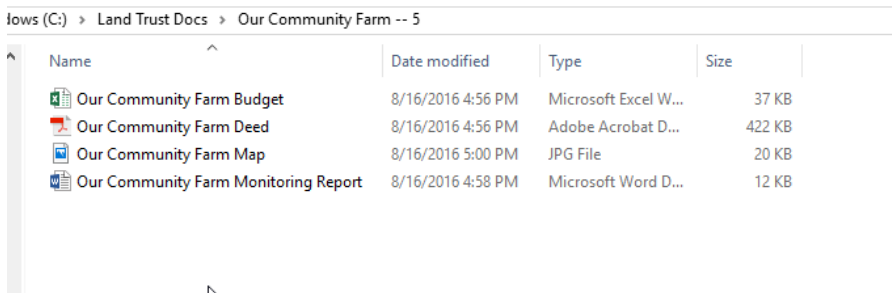 dows (C:) > Land Trust Docs > Our Community Farm -- 5
Name Date modified Type Size
Our Community Farm Budget 8/16/2016 4:56 PM Microsoft Excel W... 37 KB
Our Community Farm Deed 8/16/2016 4:56 PM Adobe Acrobat D... 422 KB
Our Community Farm Map 8/16/2016 5:00 PM JPG File 20 KB
Our Community Farm Monitoring Report 8/16/2016 4:58 PM Microsoft Word D... 12 KB